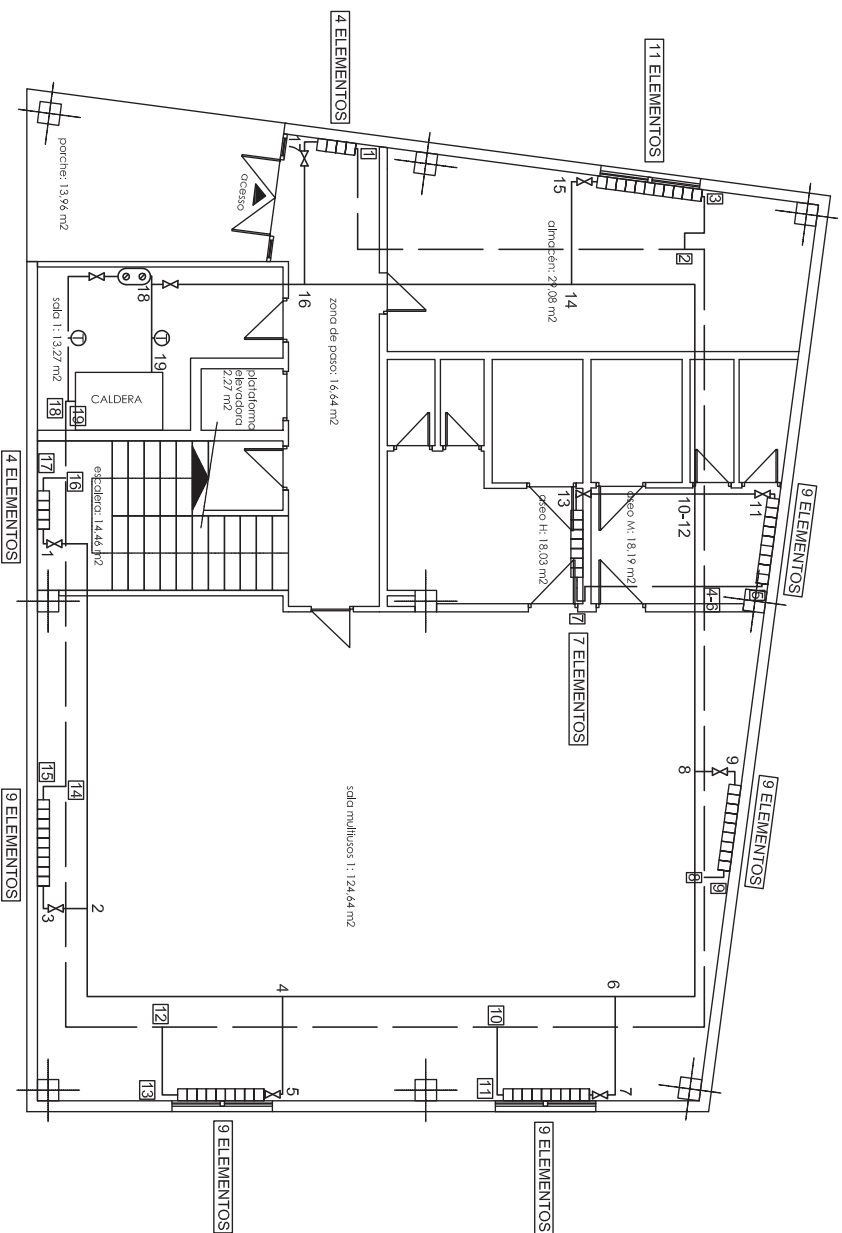 4 ELEMENTOS
11 ELEMENTOS
porche: 13,96 m2
acceso
17
1
15
3
2
almacén: 29,08 m2
14
16
zona de paso: 16,64 m2
18
19
sala 1: 13,27 m2
CALDERA
18
19
plataforma
elevadora
2,27 m2
17
16
escalera: 14,46 m2
1
4 ELEMENTOS
13
aseo H: 18.03 m2
aseo M: 18,19 m2
10-12
11
9 ELEMENTOS
4-6
5
7
7 ELEMENTOS
sala multiusos 1: 124,64 m2
8
9
8
9
9 ELEMENTOS
15
14
3
2
9 ELEMENTOS
4
6
12
13
5
10
11
7
9 ELEMENTOS
9 ELEMENTOS